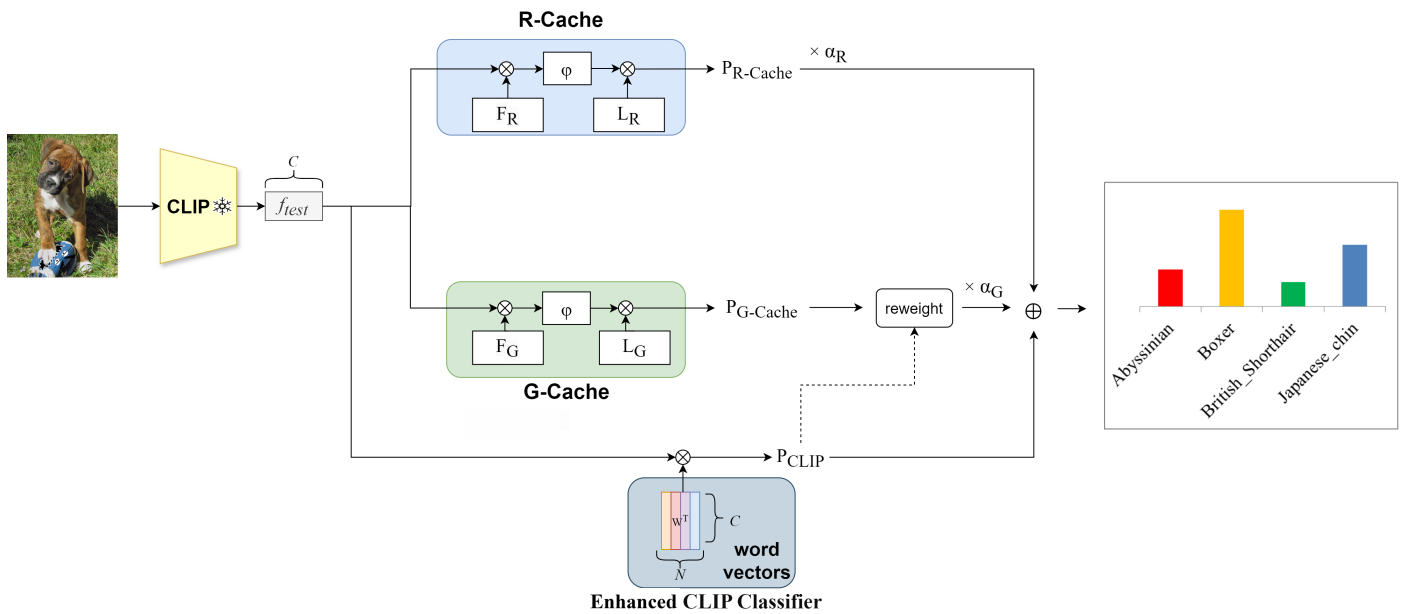 R-Cache
φ
F_R
L_R
P_R-Cache
× α_R
CLIP
C
f_test
φ
F_G
L_G
G-Cache
P_G-Cache
reweight
× α_G
P_CLIP
W^T
C
N
word
vectors
Enhanced CLIP Classifier
Abyssinian
Boxer
British_Shorthair
Japanese_chin